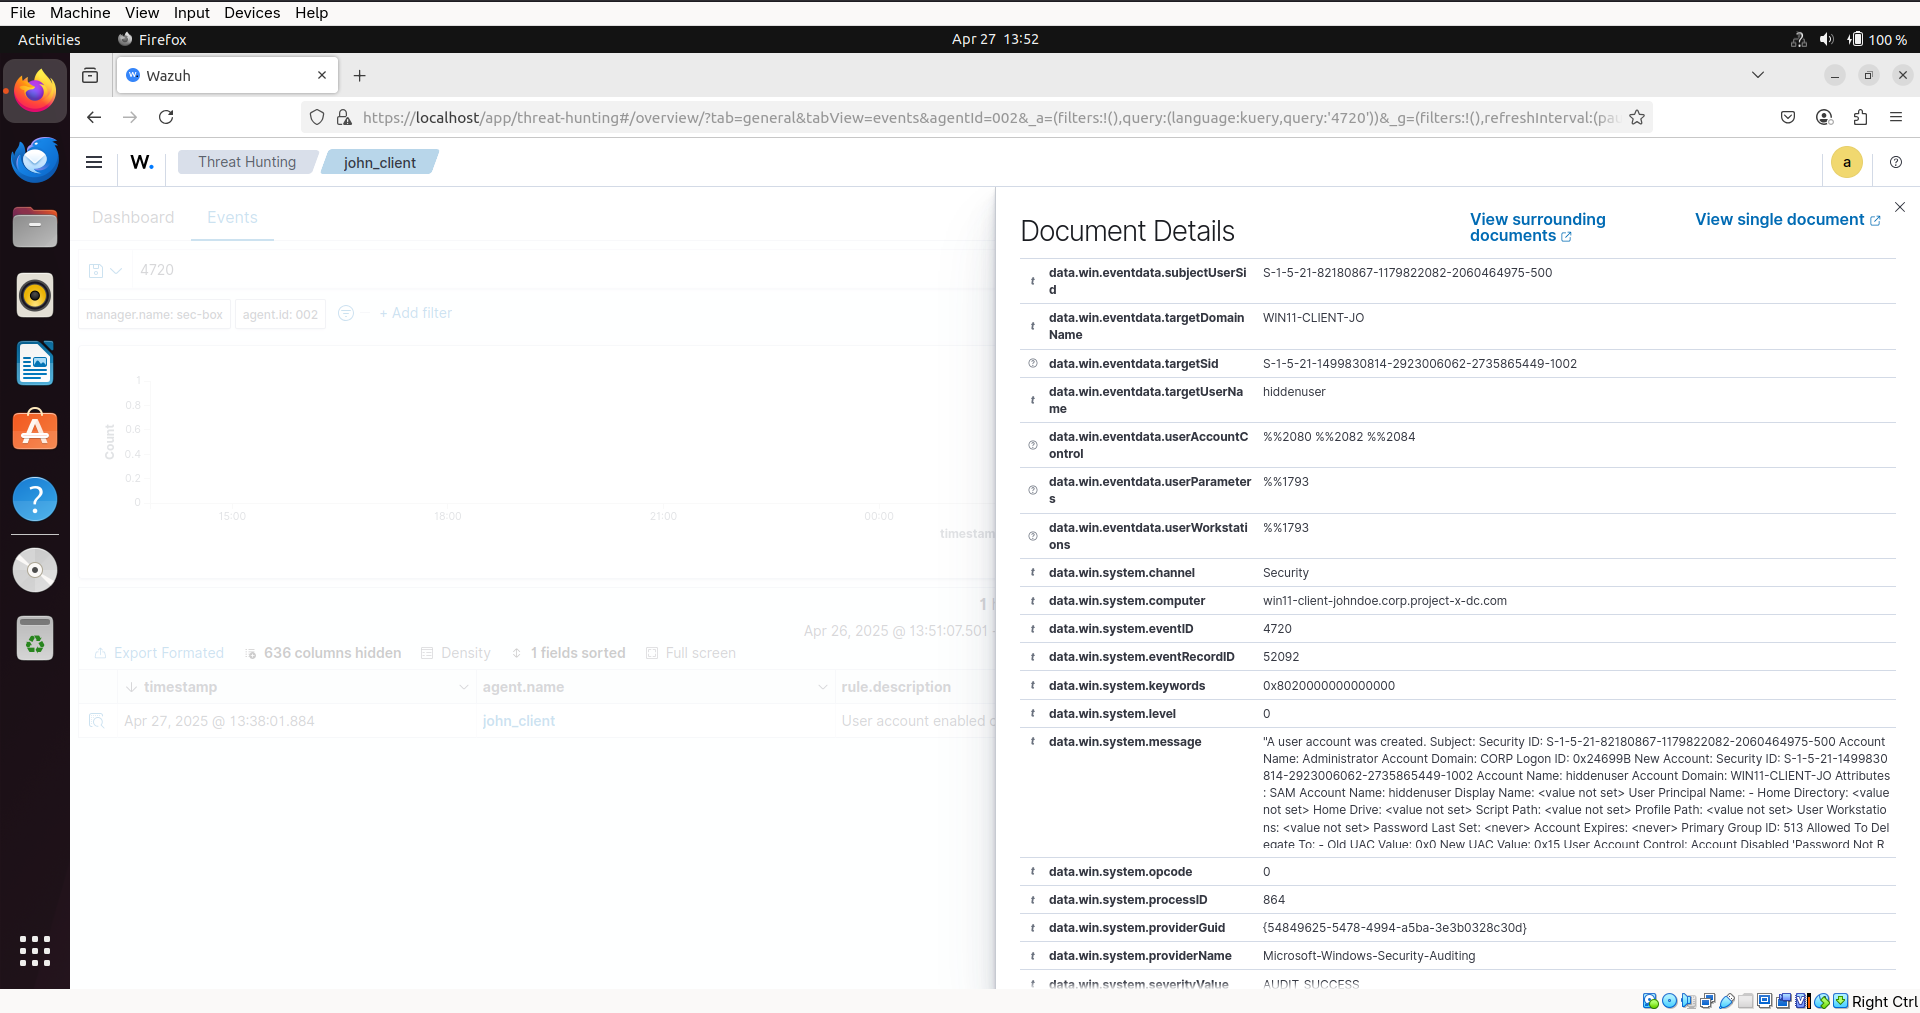 File Machine View Input Devices Help
Activities Firefox Apr 27 13:52 100 %
Wazuh
https://localhost/app/threat-hunting#/overview/?tab=general&tabView=events&agentId=002&_a=(filters:!(),query:(language:kuery,query:'4720'))&_g=(filters:!(),refreshInterval:(pau
W. Threat Hunting john_client a
Dashboard Events
4720
manager.name: sec-box agent.id: 002 + Add filter
Count
1
0.8
0.6
0.4
0.2
0
15:00 18:00 21:00 00:00
timestam
1
Apr 26, 2025 @ 13:51:07.501 -
Export Formated 636 columns hidden Density 1 fields sorted Full screen
timestamp agent.name rule.description
Apr 27, 2025 @ 13:38:01.884 john_client User account enabled
Document Details
View surrounding
documents
View single document
t data.win.eventdata.subjectUserSi
d
S-1-5-21-82180867-1179822082-2060464975-500
t data.win.eventdata.targetDomain
Name
WIN11-CLIENT-JO
data.win.eventdata.targetSid S-1-5-21-1499830814-2923006062-2735865449-1002
t data.win.eventdata.targetUserNa
me
hiddenuser
data.win.eventdata.userAccountC
ontrol
%%2080 %%2082 %%2084
data.win.eventdata.userParameter
s
%%1793
data.win.eventdata.userWorkstati
ons
%%1793
t data.win.system.channel Security
t data.win.system.computer win11-client-johndoe.corp.project-x-dc.com
t data.win.system.eventID 4720
t data.win.system.eventRecordID 52092
t data.win.system.keywords 0x8020000000000000
t data.win.system.level 0
t data.win.system.message "A user account was created. Subject: Security ID: S-1-5-21-82180867-1179822082-2060464975-500 Account
Name: Administrator Account Domain: CORP Logon ID: 0x24699B New Account: Security ID: S-1-5-21-1499830
814-2923006062-2735865449-1002 Account Name: hiddenuser Account Domain: WIN11-CLIENT-JO Attributes
: SAM Account Name: hiddenuser Display Name: <value not set> User Principal Name: - Home Directory: <value
not set> Home Drive: <value not set> Script Path: <value not set> Profile Path: <value not set> User Workstatio
ns: <value not set> Password Last Set: <never> Account Expires: <never> Primary Group ID: 513 Allowed To Del
egate To: - Old UAC Value: 0x0 New UAC Value: 0x15 User Account Control: Account Disabled 'Password Not R
t data.win.system.opcode 0
t data.win.system.processID 864
t data.win.system.providerGuid {54849625-5478-4994-a5ba-3e3b0328c30d}
t data.win.system.providerName Microsoft-Windows-Security-Auditing
data.win.system.severityValue AUDIT_SUCCESS
Right Ctrl